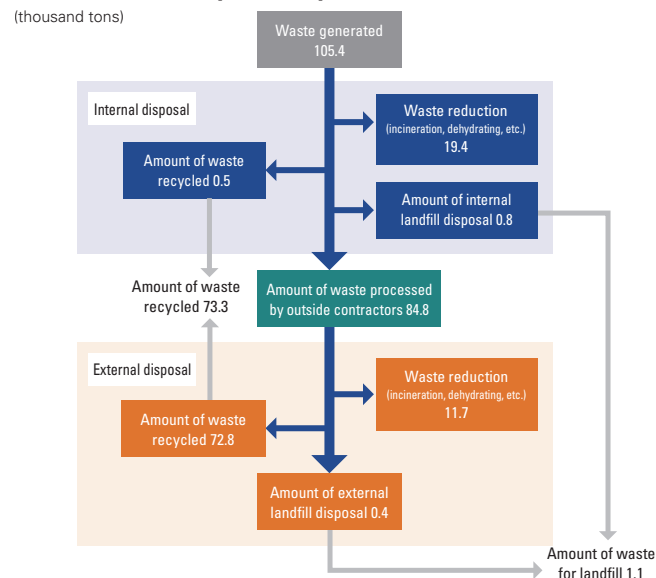 (thousand tons)
Waste generated
105.4
Internal disposal
Waste reduction
(incineration, dehydrating, etc.)
19.4
Amount of waste
recycled 0.5
Amount of internal
landfill disposal 0.8
Amount of waste
recycled 73.3
Amount of waste processed
by outside contractors 84.8
External disposal
Waste reduction
(incineration, dehydrating, etc.)
11.7
Amount of waste
recycled 72.8
Amount of external
landfill disposal 0.4
Amount of waste
for landfill 1.1